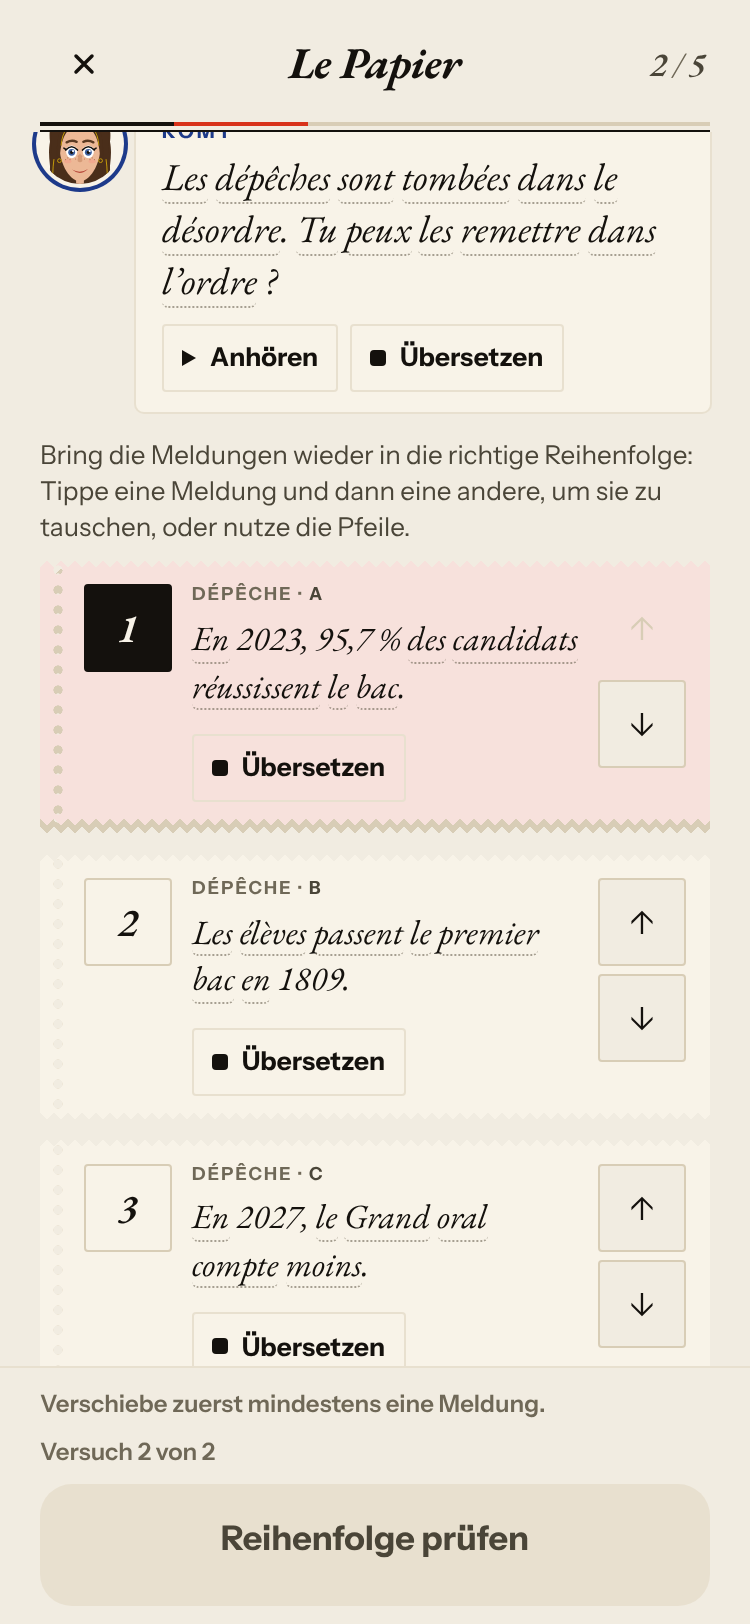 Le Papier
2/5
Les dépêches sont tombées dans le
désordre. Tu peux les remettre dans
l’ordre ?
Anhören
Übersetzen
Bring die Meldungen wieder in die richtige Reihenfolge:
Tippe eine Meldung und dann eine andere, um sie zu
tauschen, oder nutze die Pfeile.
1
DÉPÊCHE · A
En 2023, 95,7 % des candidats
réussissent le bac.
Übersetzen
2
DÉPÊCHE · B
Les élèves passent le premier
bac en 1809.
Übersetzen
3
DÉPÊCHE · C
En 2027, le Grand oral
compte moins.
Übersetzen
Verschiebe zuerst mindestens eine Meldung.
Versuch 2 von 2
Reihenfolge prüfen